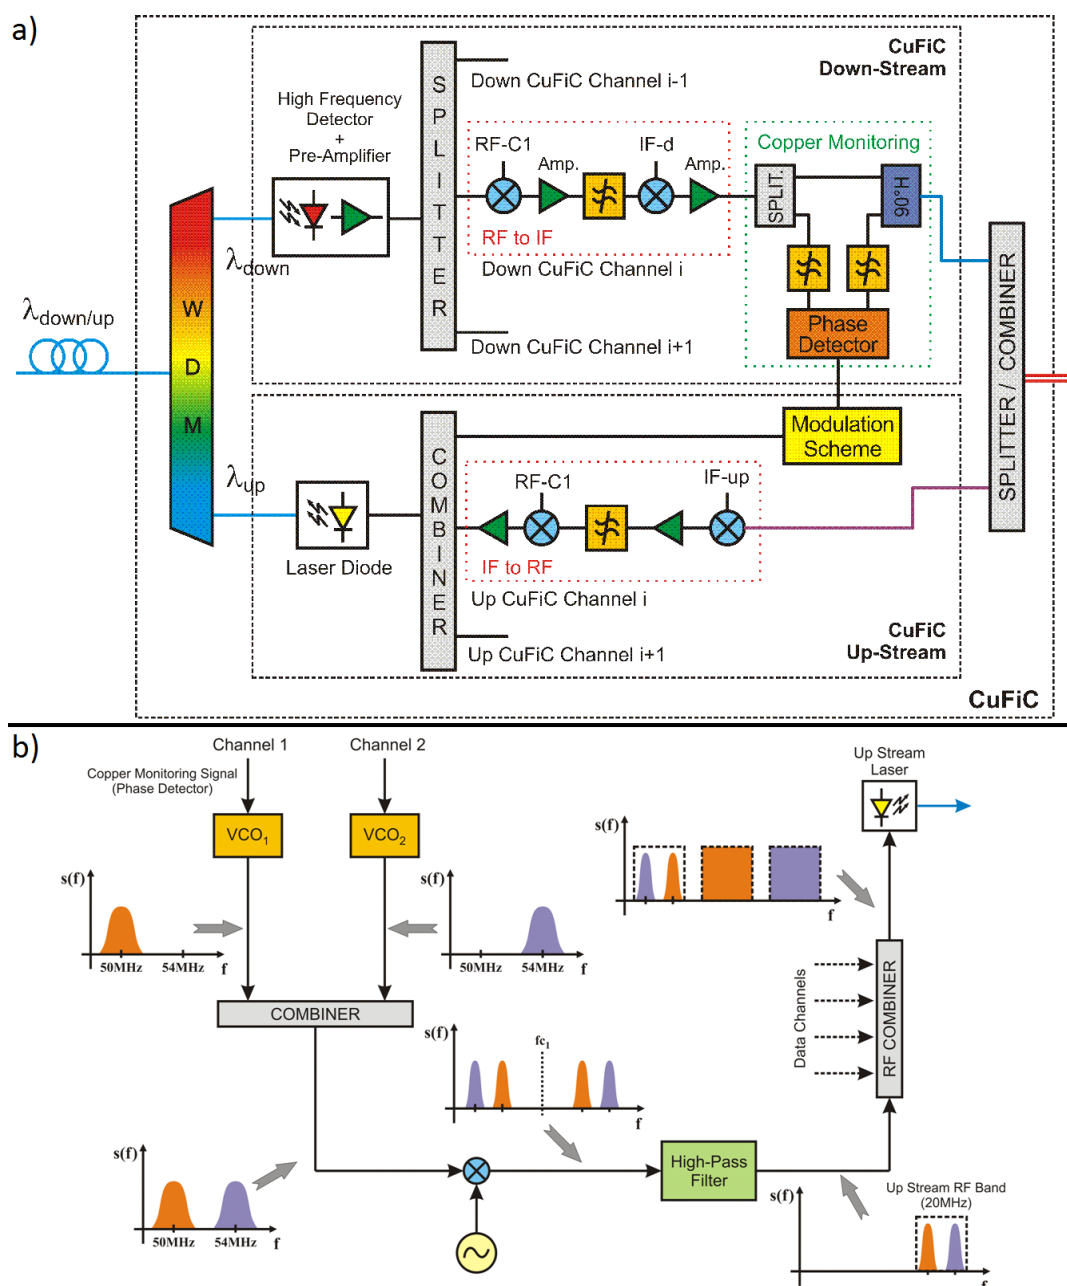 a)
CuFiC
Down-Stream
High Frequency
Detector
+
Pre-Amplifier
SPLITTER
Down CuFiC Channel i-1
RF-C1
Amp.
IF-d
Amp.
Copper Monitoring
SPLIT.
90°H
RF to IF
Down CuFiC Channel i
Phase
Detector
Down CuFiC Channel i+1
λdown
λdown/up
WDM
SPLITTER / COMBINER
Modulation
Scheme
COMBINER
λup
RF-C1
IF-up
Laser Diode
IF to RF
Up CuFiC Channel i
Up CuFiC Channel i+1
CuFiC
Up-Stream
CuFiC
b)
Channel 1
Channel 2
Copper Monitoring Signal
(Phase Detector)
VCO1
VCO2
s(f)
50MHz
54MHz
f
s(f)
50MHz
54MHz
f
COMBINER
s(f)
fc1
f
s(f)
50MHz
54MHz
f
High-Pass
Filter
Up Stream
Laser
s(f)
f
Data Channels
RF COMBINER
Up Stream RF Band
(20MHz)
s(f)
f